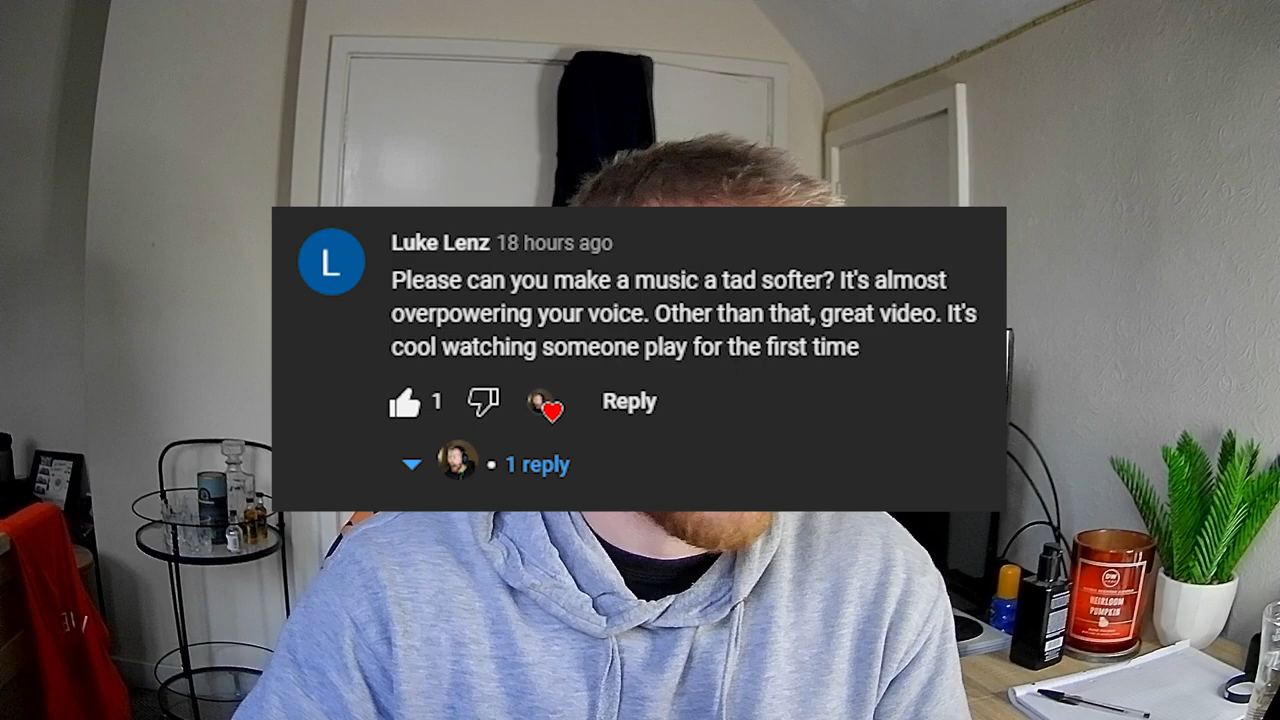 Luke Lenz 18 hours ago
Please can you make a music a tad softer? It's almost
overpowering your voice. Other than that, great video. It's
cool watching someone play for the first time
1 Reply
• 1 reply
L
DW
HEIRLOOM
PUMPKIN